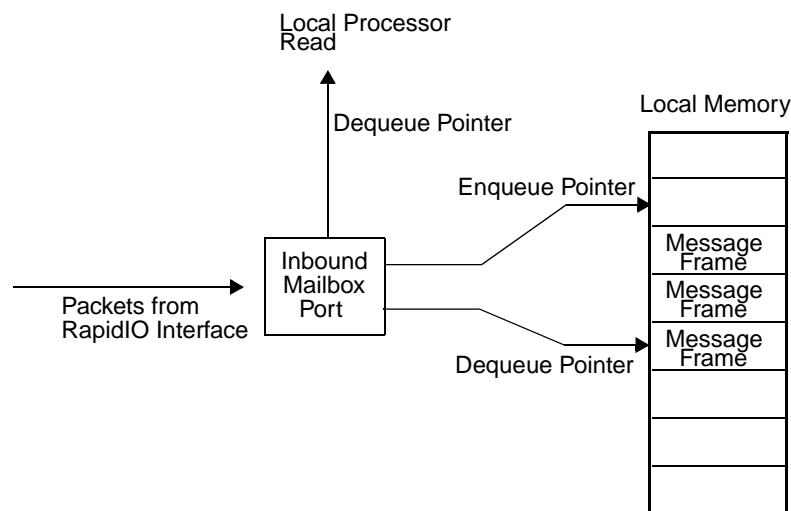 Local Processor
Read
Local Memory
Dequeue Pointer
Enqueue Pointer
Message
Frame
Inbound
Mailbox
Port
Message
Frame
Packets from
RapidIO Interface
Message
Frame
Dequeue Pointer